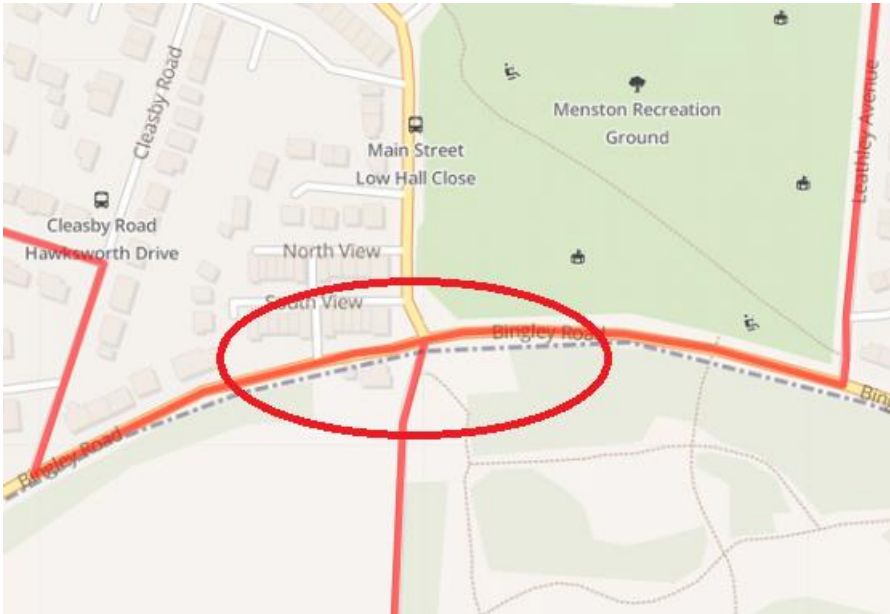 Cleasby Road
Menston Recreation
Ground
Leathley Avenue
Main Street
Low Hall Close
Cleasby Road
Hawksworth Drive
North View
South View
Bingley Road
Bingley Road
Bing